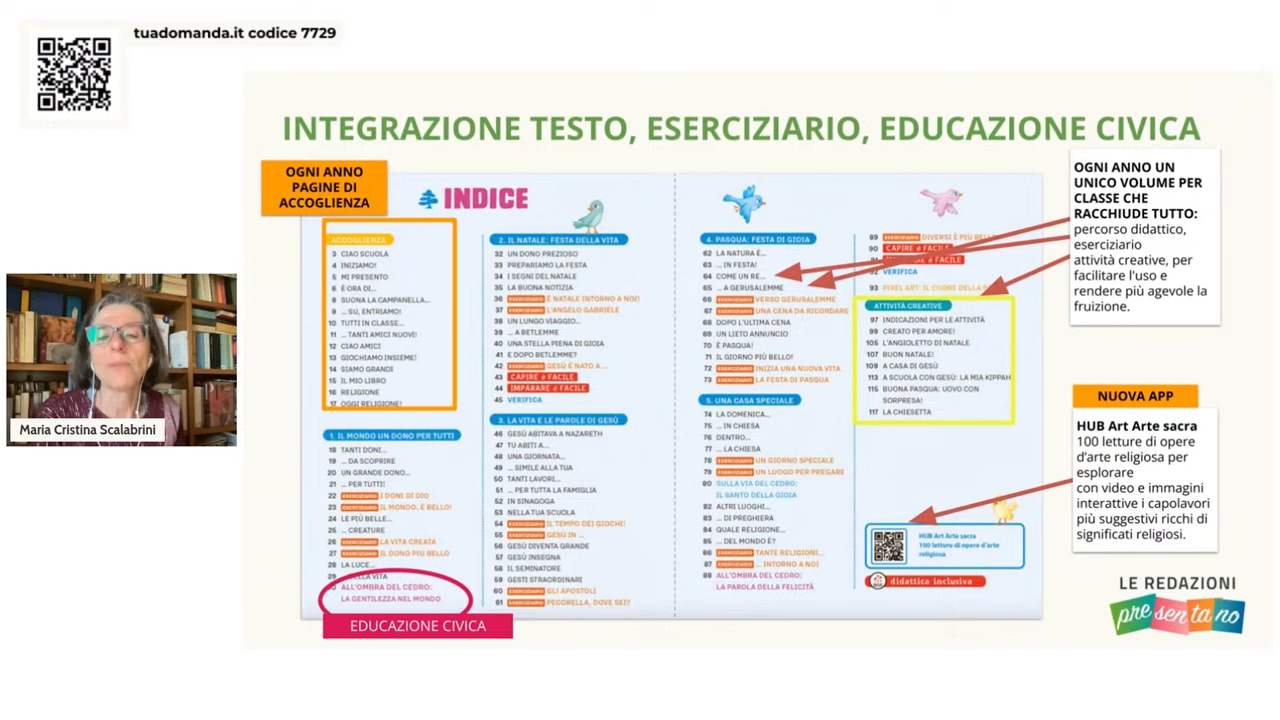 tuadomanda.it codice 7729
INTEGRAZIONE TESTO, ESERCIZIARIO, EDUCAZIONE CIVICA
OGNI ANNO
PAGINE DI
ACCOGLIENZA
INDICE
ACCOGLIENZA
3 CIAO SCUOLA
4 INIZIAMO!
5 MI PRESENTO
6 È ORA DI...
8 SUONA LA CAMPANELLA...
9 ... SU, ENTRIAMO!
10 TUTTI IN CLASSE...
11 ... TANTI AMICI NUOVI!
12 CIAO AMICI
13 GIOCHIAMO INSIEME!
14 SIAMO GRANDI
15 IL MIO LIBRO
16 RELIGIONE
17 OGGI RELIGIONE!
1. IL MONDO UN DONO PER TUTTI
18 TANTI DONI...
19 ... DA SCOPRIRE
20 UN GRANDE DONO...
21 ... PER TUTTI!
22 ESERCIZIARIO I DONI DI DIO
23 ESERCIZIARIO IL MONDO, È BELLO!
24 LE PIÙ BELLE...
25 ... CREATURE
26 ESERCIZIARIO LA VITA CREATA
27 ESERCIZIARIO IL DONO PIÙ BELLO
28 LA LUCE...
29 VITA
ALL'OMBRA DEL CEDRO:
LA GENTILEZZA NEL MONDO
EDUCAZIONE CIVICA
2. IL NATALE: FESTA DELLA VITA
32 UN DONO PREZIOSO
33 PREPARIAMO LA FESTA
34 I SEGNI DEL NATALE
35 LA BUONA NOTIZIA
36 ESERCIZIARIO È NATALE INTORNO A NOI!
37 ESERCIZIARIO L'ANGELO GABRIELE
38 UN LUNGO VIAGGIO...
39 ... A BETLEMME
40 UNA STELLA PIENA DI GIOIA
41 E DOPO BETLEMME?
42 ESERCIZIARIO GESÙ È NATO A ...
43 CAPIRE è FACILE
44 IMPARARE è FACILE
45 VERIFICA
3. LA VITA E LE PAROLE DI GESÙ
46 GESÙ ABITAVA A NAZARETH
47 TU ABITI A...
48 UNA GIORNATA...
49 ... SIMILE ALLA TUA
50 TANTI LAVORI...
51 ... PER TUTTA LA FAMIGLIA
52 IN SINAGOGA
53 NELLA TUA SCUOLA
54 ESERCIZIARIO IL TEMPO DEI GIOCHI!
55 ESERCIZIARIO GESÙ IN ...
56 GESÙ DIVENTA GRANDE
57 GESÙ INSEGNA
58 IL SEMINATORE
59 GESTI STRAORDINARI
60 ESERCIZIARIO GLI APOSTOLI
61 ESERCIZIARIO PECORELLA, DOVE SEI?
4. PASQUA: FESTA DI GIOIA
62 LA NATURA È...
63 ... IN FESTA!
64 COME UN RE...
65 ... A GERUSALEMME
66 ESERCIZIARIO VERSO GERUSALEMME
67 ESERCIZIARIO UNA CENA DA RICORDARE
68 DOPO L'ULTIMA CENA
69 UN LIETO ANNUNCIO
70 È PASQUA!
71 IL GIORNO PIÙ BELLO!
72 ESERCIZIARIO INIZIA UNA NUOVA VITA
73 ESERCIZIARIO LA FESTA DI PASQUA
5. UNA CASA SPECIALE
74 LA DOMENICA...
75 ... IN CHIESA
76 DENTRO...
77 ... LA CHIESA
78 ESERCIZIARIO UN GIORNO SPECIALE
79 ESERCIZIARIO UN LUOGO PER PREGARE
80 SULLA VIA DEL CEDRO:
IL SANTO DELLA GIOIA
82 ALTRI LUOGHI...
83 ... DI PREGHIERA
84 QUALE RELIGIONE...
85 ... DEL MONDO È?
86 ESERCIZIARIO TANTE RELIGIONI...
87 ESERCIZIARIO ... INTORNO A NOI
88 ALL'OMBRA DEL CEDRO:
LA PAROLA DELLA FELICITÀ
89 ESERCIZIARIO DIVERSI È PIÙ
90 CAPIRE è FACILE
91 è FACILE
92 VERIFICA
93 PIXEL ART: IL CUORE DELLA
ATTIVITÀ CREATIVE
97 INDICAZIONI PER LE ATTIVITÀ
99 CREATO PER AMORE!
105 L'ANGIOLETTO DI NATALE
107 BUON NATALE!
109 A CASA DI GESÙ
113 A SCUOLA CON GESÙ: LA MIA KIPPAH
115 BUONA PASQUA: UOVO CON
SORPRESA!
117 LA CHIESETTA
HUB Art Arte sacra
100 letture di opere d'arte
religiosa
didattica inclusiva
OGNI ANNO UN
UNICO VOLUME PER
CLASSE CHE
RACCHIUDE TUTTO:
percorso didattico,
eserciziario
attività creative, per
facilitare l'uso e
rendere più agevole la
fruizione.
NUOVA APP
HUB Art Arte sacra
100 letture di opere
d'arte religiosa per
esplorare
con video e immagini
interattive i capolavori
più suggestivi ricchi di
significati religiosi.
LE REDAZIONI
presentano
Maria Cristina Scalabrini